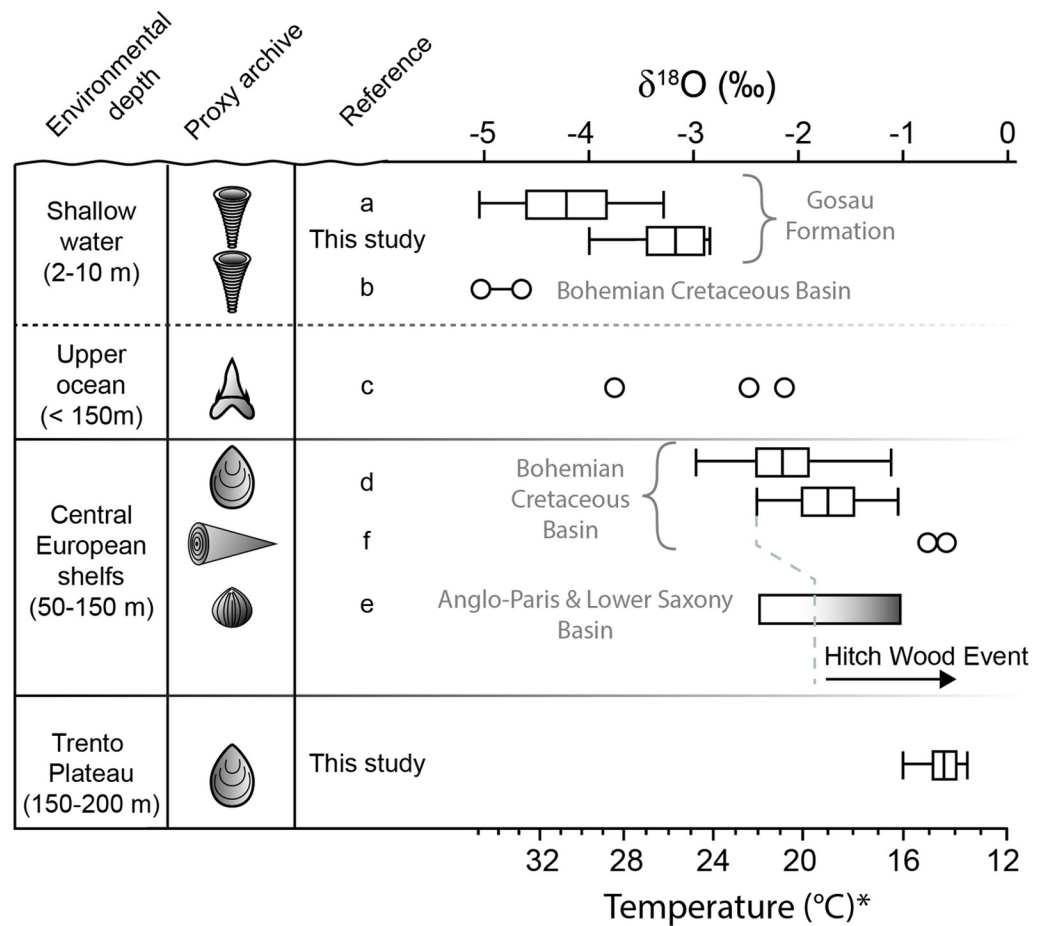 Environmental
depth
Proxy archive
Reference
δ¹⁸O (‰)
-5 -4 -3 -2 -1 0
Shallow
water
(2-10 m)
a
This study
b
Gosau
Formation
Bohemian Cretaceous Basin
Upper
ocean
(< 150m)
c
Central
European
shelfs
(50-150 m)
d
f
e
Bohemian
Cretaceous
Basin
Anglo-Paris & Lower Saxony
Basin
Hitch Wood Event
Trento
Plateau
(150-200 m)
This study
32 28 24 20 16 12
Temperature (°C)*